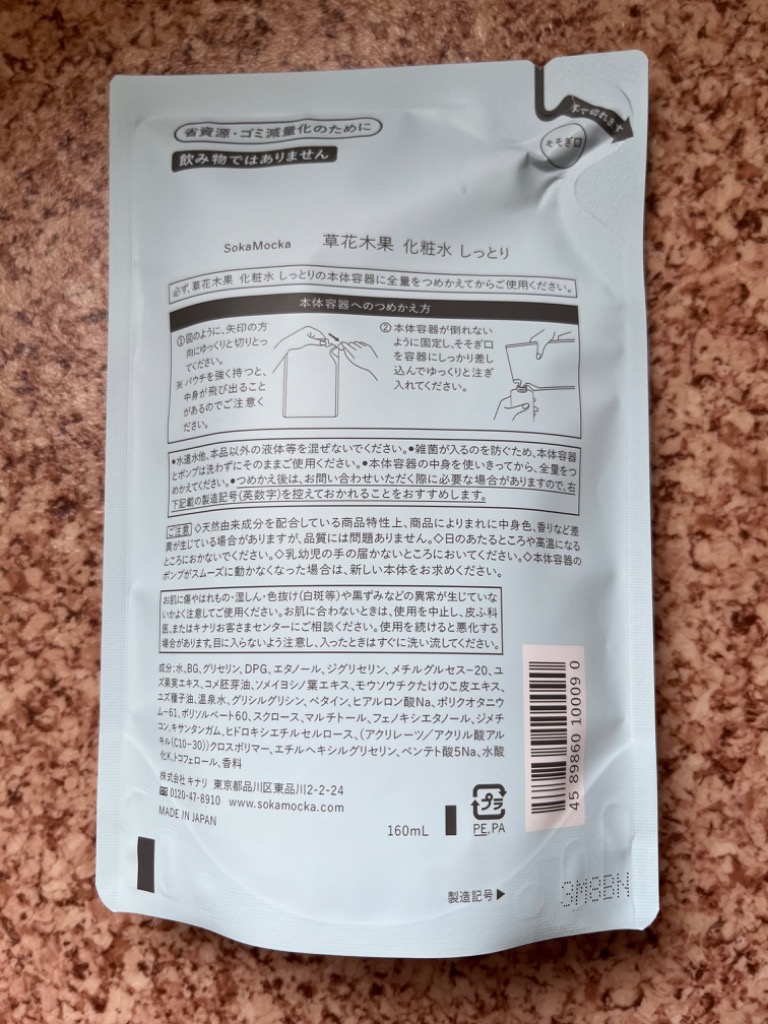 手で切れます
そそぎ口
省資源・ゴミ減量化のために
飲み物ではありません
SokaMocka 草花木果 化粧水 しっとり
必ず、草花木果 化粧水 しっとりの本体容器に全量をつめかえてからご使用ください。
本体容器へのつめかえ方
①図のように、矢印の方
向にゆっくりと切りとっ
てください。
※パウチを強く持つと、
中身が飛び出ること
があるのでご注意く
ださい。
②本体容器が倒れない
ように固定し、そそぎ口
を容器にしっかり差し
込んでゆっくりと注ぎ
入れてください。
●水道水他、本品以外の液体等を混ぜないでください。●雑菌が入るのを防ぐため、本体容器
とポンプは洗わずにそのままご使用ください。●本体容器の中身を使いきってから、全量をつ
めかえてください。●つめかえ後は、お問い合わせいただく際に必要な場合がありますので、右
下記載の製造記号(英数字)を控えておかれることをおすすめします。
ご注意 ◇天然由来成分を配合している商品特性上、商品によりまれに中身色、香りなど差
異が生じている場合がありますが、品質には問題ありません。◇日のあたるところや高温になる
ところにおかないでください。◇乳幼児の手の届かないところにおいてください。◇本体容器の
ポンプがスムーズに動かなくなった場合は、新しい本体をお求めください。
お肌に傷やはれもの・湿しん・色抜け(白斑等)や黒ずみなどの異常が生じていな
いかよく注意してご使用ください。お肌に合わないときは、使用を中止し、皮ふ科
医、またはキナリお客さまセンターにご相談ください。使用を続けると悪化する
場合があります。目に入らないよう注意し、入ったときはすぐに洗い流してください。
成分:水、BG、グリセリン、DPG、エタノール、ジグリセリン、メチルグルセス-20、ユ
ズ果実エキス、コメ胚芽油、ソメイヨシノ葉エキス、モウソウチクたけのこ皮エキス、
ユズ種子油、温泉水、グリシルグリシン、ベタイン、ヒアルロン酸Na、ポリクオタニウ
ム-61、ポリソルベート60、スクロース、マルチトール、フェノキシエタノール、ジメチ
コン、キサンタンガム、ヒドロキシエチルセルロース、(アクリレーツ/アクリル酸アル
キル(C10-30))クロスポリマー、エチルヘキシルグリセリン、ペンテト酸5Na、水酸
化K、トコフェロール、香料
株式会社 キナリ 東京都品川区東品川2-2-24
0120-47-8910 www.sokamocka.com
MADE IN JAPAN
160mL
プラ
PE,PA
45 89860 10009 0
製造記号▶
3M8BN